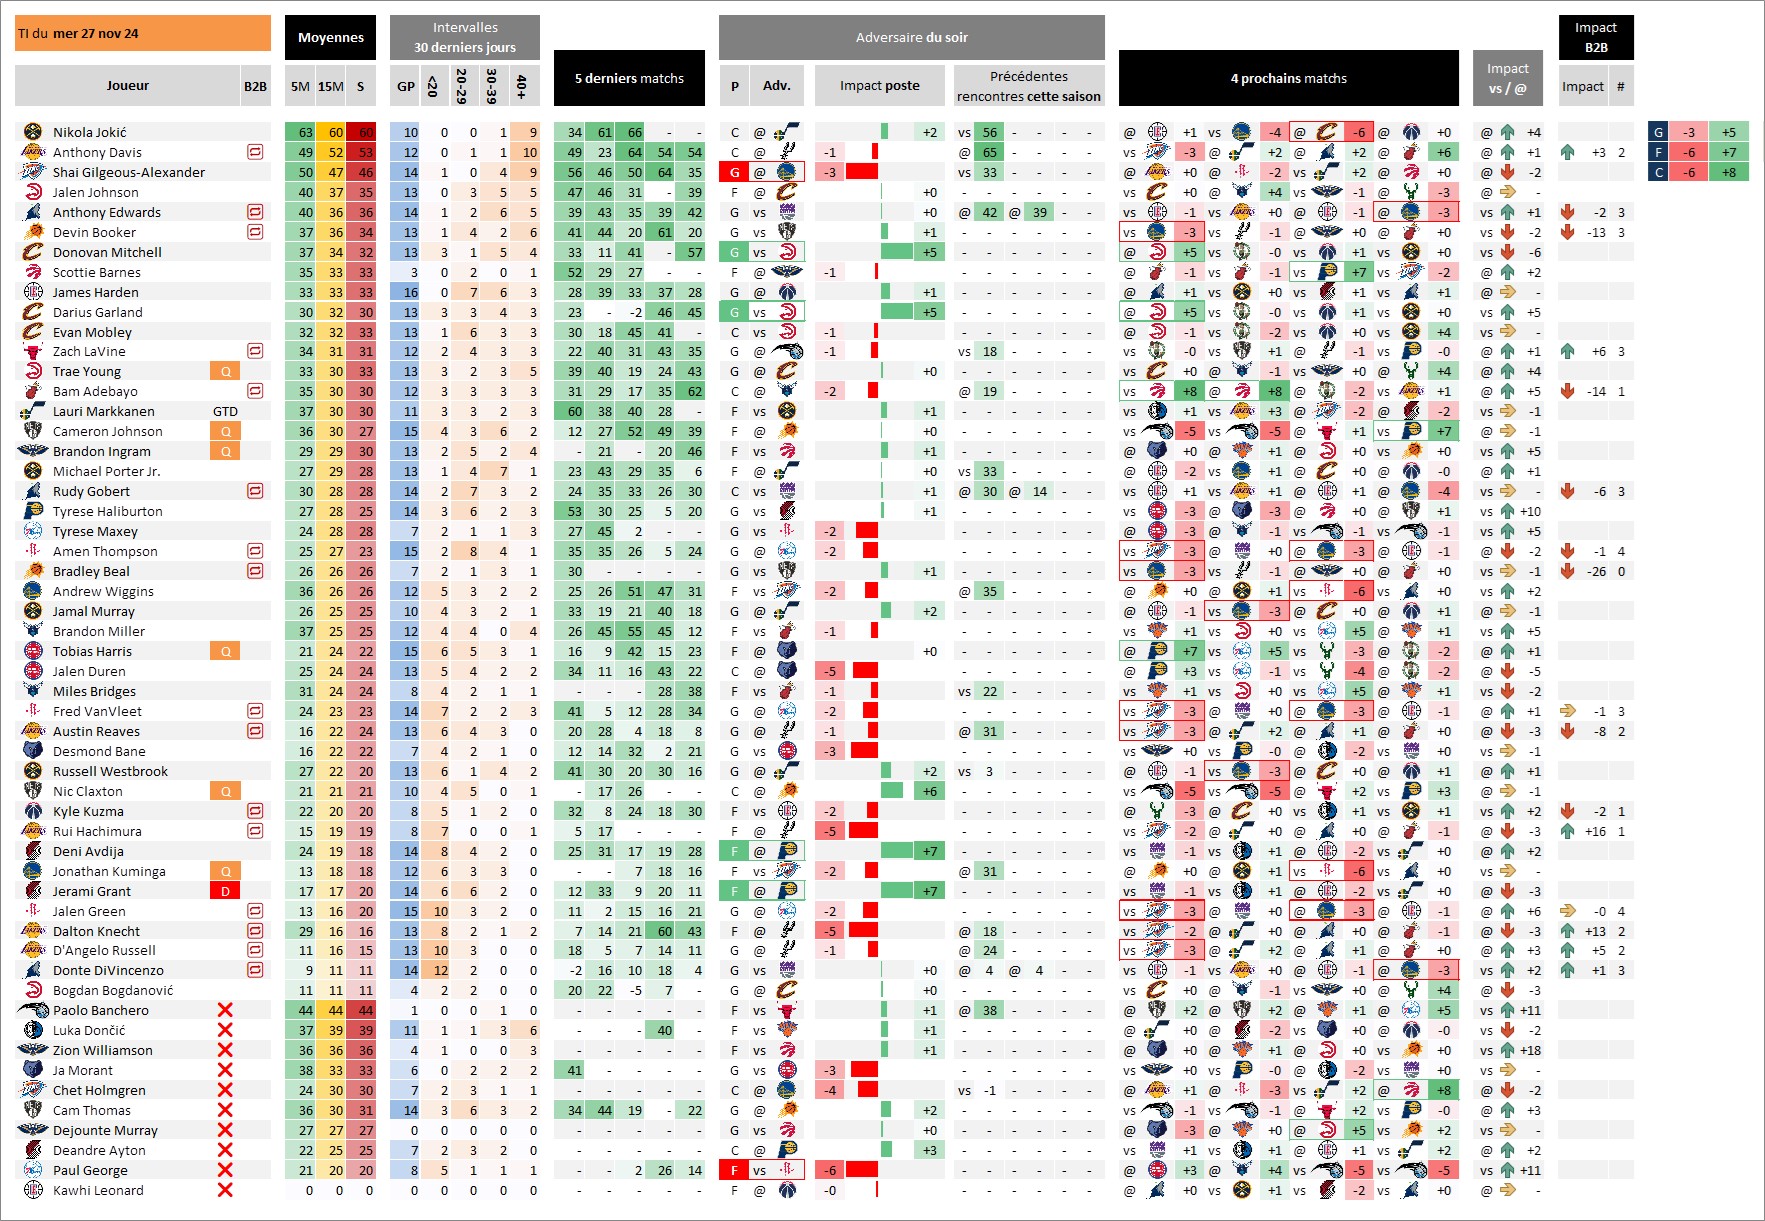 TI du mer 27 nov 24
Moyennes
Intervalles
30 derniers jours
5 derniers matchs
Adversaire du soir
4 prochains matchs
Impact vs / @
Impact B2B
Joueur B2B 5M 15M S GP <20 20-29 30-39 40+ P Adv. Impact poste Précédentes rencontres cette saison Impact #
Nikola Jokić 63 60 60 10 0 0 1 9 34 61 66 - - C @ +2 vs 56 - - - @ +1 vs -4 @ -6 @ +0 @ +4 G -3 +5
Anthony Davis 49 52 53 12 0 1 1 10 49 23 64 54 54 C @ -1 @ 65 - - - vs -3 @ +2 @ +2 @ +6 @ +1 +3 2 F -6 +7
Shai Gilgeous-Alexander 50 47 46 14 1 0 4 9 56 46 50 64 35 G @ -3 vs 33 - - - @ +0 @ -2 vs +2 @ +0 @ -2 C -6 +8
Jalen Johnson 40 37 35 13 0 3 5 5 47 46 31 - 39 F @ +0 - - - - vs +0 @ +4 vs -1 @ -3 @ -
Anthony Edwards 40 36 36 14 1 2 6 5 39 43 35 39 42 G vs +0 @ 42 @ 39 - - vs -1 vs +0 @ -1 @ -3 vs +1 -2 3
Devin Booker 37 36 34 13 1 4 2 6 41 44 20 61 20 G vs +1 - - - - vs -3 vs -1 @ +0 @ +0 vs -2 -13 3
Donovan Mitchell 37 34 32 13 3 1 5 4 33 11 41 - 57 G vs +5 - - - - @ +5 vs -0 vs +1 vs +0 vs -6
Scottie Barnes 35 33 33 3 0 2 0 1 52 29 27 - - F @ -1 - - - - @ -1 vs -1 vs +7 vs -2 @ +2
James Harden 33 33 33 16 0 7 6 3 28 39 33 37 28 G @ +1 - - - - @ +1 vs +0 vs +1 vs +1 @ -
Darius Garland 30 32 30 13 3 3 4 3 23 - -2 46 45 G vs +5 - - - - @ +5 vs -0 vs +1 vs +0 vs +5
Evan Mobley 32 32 33 13 1 6 3 3 30 18 45 41 - C vs -1 - - - - @ -1 vs -2 vs +0 vs +4 vs -
Zach LaVine 34 31 31 12 2 4 3 3 22 40 31 43 35 G @ -1 vs 18 - - - vs -0 vs +1 @ -1 vs -0 @ +1 +6 3
Trae Young Q 33 30 33 13 3 2 3 5 39 40 19 24 43 G @ +0 - - - - vs +0 @ -1 vs +0 @ +4 @ +4
Bam Adebayo 35 30 30 12 3 3 3 3 31 29 17 35 62 C @ -2 @ 19 - - - vs +8 @ +8 @ -2 vs +1 @ +5 -14 1
Lauri Markkanen GTD 37 30 30 11 3 3 2 3 60 38 40 28 - F vs +1 - - - - vs +1 vs +3 @ -2 @ -2 vs -1
Cameron Johnson Q 36 30 27 15 4 3 6 2 12 27 52 49 39 F @ +0 - - - - vs -5 vs -5 @ +1 vs +7 @ -1
Brandon Ingram Q 29 29 30 13 2 5 2 4 - 21 - 20 46 F vs +1 - - - - @ +0 @ +1 @ +0 vs +0 vs +5
Michael Porter Jr. 27 29 28 13 1 4 7 1 23 43 29 35 6 F @ +0 vs 33 - - - @ -2 vs +1 @ +0 @ -0 @ +1
Rudy Gobert 30 28 28 14 2 7 3 2 24 35 33 26 30 C vs +1 @ 30 @ 14 - - vs +1 vs +1 @ +1 @ -4 vs - -6 3
Tyrese Haliburton 27 28 25 14 3 6 2 3 53 30 25 5 20 G vs +1 - - - - vs -3 @ -3 @ +0 @ +1 vs +10
Tyrese Maxey 24 28 28 7 2 1 1 3 27 45 2 - - G vs -2 - - - - @ -3 @ -1 vs -1 vs -1 vs +5
Amen Thompson 25 27 23 15 2 8 4 1 35 35 26 5 24 G @ -2 - - - - vs -3 @ +0 @ -3 @ -1 @ -2 -1 4
Bradley Beal 26 26 26 7 2 1 3 1 30 - - - - G vs +1 - - - - vs -3 vs -1 @ +0 @ +0 vs -1 -26 0
Andrew Wiggins 36 26 26 12 5 3 2 2 25 26 51 47 31 F vs -2 @ 35 - - - @ +0 @ +1 vs -6 vs +0 vs +2
Jamal Murray 26 25 25 10 4 3 2 1 33 19 21 40 18 G @ +2 - - - - @ -1 vs -3 @ +0 @ +1 @ -1
Brandon Miller 37 25 25 12 4 4 0 4 26 45 55 45 12 F vs -1 - - - - vs +1 vs +0 vs +5 @ +1 vs +5
Tobias Harris Q 21 24 22 15 6 5 3 1 16 9 42 15 23 F @ +0 - - - - @ +7 vs +5 vs +0 @ -2 @ +1
Jalen Duren 25 24 24 13 5 4 2 2 34 11 16 43 22 C @ -5 - - - - @ +3 vs -1 vs -4 @ -2 @ -5
Miles Bridges 31 24 24 8 4 2 1 1 - - - 28 38 F vs -1 vs 22 - - - vs +1 vs +0 vs +5 @ +1 vs -2
Fred VanVleet 24 23 23 14 7 2 2 3 41 5 12 28 34 G @ -2 - - - - vs -3 @ +0 @ -3 @ -1 @ +1 -1 3
Austin Reaves 16 22 24 13 6 4 3 0 20 28 4 18 8 G @ -1 @ 31 - - - vs -3 @ +2 @ +1 @ +0 @ -3 -8 2
Desmond Bane 16 22 22 7 4 2 1 0 12 14 32 2 21 G vs -3 - - - - vs +0 vs -0 @ -2 vs +0 vs -1
Russell Westbrook 27 22 20 13 6 1 4 2 41 30 20 30 16 G @ +2 vs 3 - - - @ -1 vs -3 @ +0 @ +1 @ +1
Nic Claxton Q 21 21 21 10 4 5 0 1 - 17 26 - - C @ +6 - - - - vs -5 vs -5 @ +2 vs +3 @ -1
Kyle Kuzma 22 20 20 8 5 1 2 0 32 8 24 18 30 F vs -2 - - - - @ -3 vs +0 vs +1 vs +1 vs +2 -2 1
Rui Hachimura 15 19 19 8 7 0 0 1 5 17 - - - F @ -5 - - - - vs -2 @ +0 @ +0 @ -1 @ -3 +16 1
Deni Avdija 24 19 18 14 8 4 2 0 25 31 17 19 28 F @ +7 - - - - vs -1 vs +1 @ -2 vs +0 @ +2
Jonathan Kuminga Q 13 18 18 12 6 3 3 0 - - 7 18 16 F vs -2 @ 31 - - - @ +0 @ +1 vs -6 vs +0 vs -
Jerami Grant D 17 17 20 14 6 6 2 0 12 33 9 20 11 F @ +7 - - - - vs -1 vs +1 @ -2 vs +0 @ -3
Jalen Green 13 16 20 15 10 3 2 0 11 2 15 16 21 G @ -2 - - - - vs -3 @ +0 @ -3 @ -1 @ +6 -0 4
Dalton Knecht 29 16 16 13 8 2 1 2 7 14 21 60 43 F @ -5 @ 18 - - - vs -2 @ +0 @ +0 @ -1 @ -3 +13 2
D'Angelo Russell 11 16 15 13 10 3 0 0 18 5 7 14 11 G @ -1 @ 24 - - - vs -3 @ +2 @ +1 @ +0 @ +3 +5 2
Donte DiVincenzo 9 11 11 14 12 2 0 0 -2 16 10 18 4 G vs +0 @ 4 @ 4 - - vs -1 vs +0 @ -1 @ -3 vs +2 +1 3
Bogdan Bogdanović 11 11 11 4 2 2 0 0 20 22 -5 7 - G @ +0 - - - - vs +0 @ -1 vs +0 @ +4 @ -3
Paolo Banchero 44 44 44 1 0 0 1 0 - - - - - F vs +1 @ 38 - - - @ +2 @ +2 @ +1 @ +5 vs +11
Luka Dončić 37 39 39 11 1 1 3 6 - - - 40 - F vs +1 - - - - @ +0 @ -2 vs +0 @ -0 vs -2
Zion Williamson 36 36 36 4 1 0 0 3 - - - - - F vs +1 - - - - @ +0 @ +1 @ +0 vs +0 vs +18
Ja Morant 38 33 33 6 0 2 2 2 41 - - - - G vs -3 - - - - vs +0 vs -0 @ -2 vs +0 vs -
Chet Holmgren 24 30 30 7 2 3 1 1 - - - - - C @ -4 vs -1 - - - @ +1 @ -3 vs +2 @ +8 @ -2
Cam Thomas 36 30 31 14 3 6 3 2 34 44 19 - 22 G @ +2 - - - - vs -1 vs -1 @ +2 vs -0 @ +3
Dejounte Murray 27 27 27 0 0 0 0 0 - - - - - G vs +0 - - - - @ -3 @ +0 @ +5 vs +2 vs -
Deandre Ayton 22 25 25 7 2 3 2 0 - - - - - C @ +3 - - - - vs +1 vs +1 @ +1 vs +2 @ +2
Paul George 21 20 20 8 5 1 1 1 - - 2 26 14 F vs -6 - - - - @ +3 @ +4 vs -5 vs -5 vs +11
Kawhi Leonard 0 0 0 0 0 0 0 0 - - - - - F @ -0 - - - - @ +0 vs +1 vs -2 vs +0 @ -